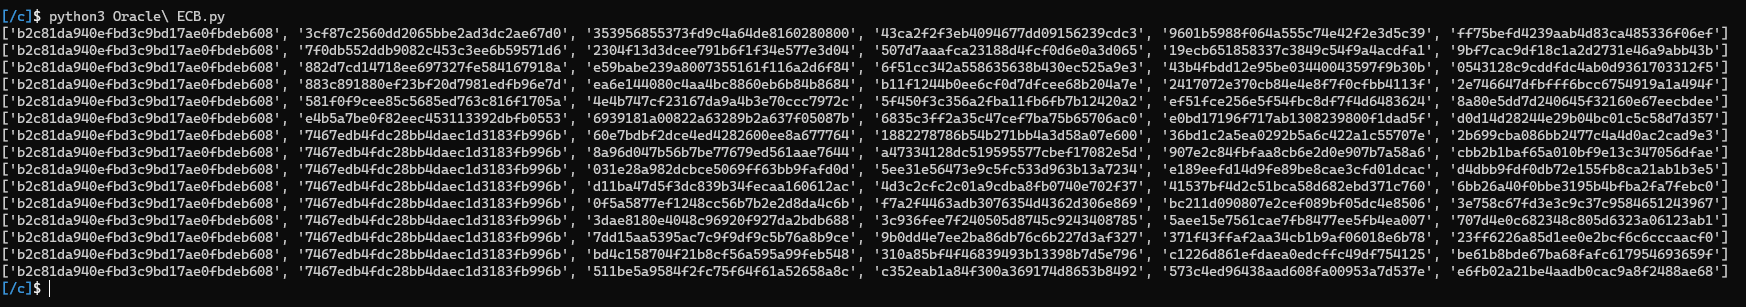 [/c]$ python3 Oracle\ ECB.py
['b2c81da940efbd3c9bd17ae0fbdeb608', '3cf87c2560dd2065bbe2ad3dc2ae67d0', '353956855373fd9c4a64de8160280800', '43ca2f2f3eb4094677dd09156239cdc3', '9601b5988f064a555c74e42f2e3d5c39', 'ff75befd4239aab4d83ca485336f06ef']
['b2c81da940efbd3c9bd17ae0fbdeb608', '7f0db552ddb9082c453c3ee6b59571d6', '2304f13d3dcee791b6f1f34e577e3d04', '507d7aaafca23188d4fcf0d6e0a3d065', '19ecb651858337c3849c54f9a4acdfa1', '9bf7cac9df18c1a2d2731e46a9abb43b']
['b2c81da940efbd3c9bd17ae0fbdeb608', '882d7cd14718ee697327fe584167918a', 'e59babe239a8007355161f116a2d6f84', '6f51cc342a558635638b430ec525a9e3', '43b4fbdd12e95be03440043597f9b30b', '0543128c9cddfdc4ab0d9361703312f5']
['b2c81da940efbd3c9bd17ae0fbdeb608', '883c891880ef23bf20d7981edfb96e7d', 'ea6e144080c4aa4bc8860eb6b84b8684', 'b11f1244b0ee6cf0d7dfcee68b204a7e', '2417072e370cb84e4e8f7f0cfbb4113f', '2e746647dfbfff6bcc6754919a1a494f']
['b2c81da940efbd3c9bd17ae0fbdeb608', '581f0f9cee85c5685ed763c816f1705a', '4e4b747cf23167da9a4b3e70ccc7972c', '5f450f3c356a2fba11fb6fb7b12420a2', 'ef51fce256e5f54fbc8df7f4d6483624', '8a80e5dd7d240645f32160e67eecbdee']
['b2c81da940efbd3c9bd17ae0fbdeb608', 'e4b5a7be0f82eec453113392dbfb0553', '6939181a00822a63289b2a637f05087b', '6835c3ff2a35c47cef7ba75b65706ac0', 'e0bd17196f717ab1308239800f1dad5f', 'd0d14d28244e29b04bc01c5c58d7d357']
['b2c81da940efbd3c9bd17ae0fbdeb608', '7467edb4fdc28bb4daec1d3183fb996b', '60e7bdbf2dce4ed4282600ee8a677764', '1882278786b54b271bb4a3d58a07e600', '36bd1c2a5ea0292b5a6c422a1c55707e', '2b699cba086bb2477c4a4d0ac2cad9e3']
['b2c81da940efbd3c9bd17ae0fbdeb608', '7467edb4fdc28bb4daec1d3183fb996b', '8a96d047b56b7be77679ed561aae7644', 'a47334128dc519595577cbef17082e5d', '907e2c84fbfaa8cb6e2d0e907b7a58a6', 'cbb2b1baf65a010bf9e13c347056dfae']
['b2c81da940efbd3c9bd17ae0fbdeb608', '7467edb4fdc28bb4daec1d3183fb996b', '031e28a982dcbce5069ff63bb9fafd0d', '5ee31e56473e9c5fc533d963b13a7234', 'e189eefd14d9fe89be8cae3cfd01dcac', 'd4dbb9fdf0db72e155fb8ca21ab1b3e5']
['b2c81da940efbd3c9bd17ae0fbdeb608', '7467edb4fdc28bb4daec1d3183fb996b', 'd11ba47d5f3dc839b34fecaa160612ac', '4d3c2cfc2c01a9cdba8fb0740e702f37', '41537bf4d2c51bca58d682ebd371c760', '6bb26a40f0bbe3195b4bfba2fa7febc0']
['b2c81da940efbd3c9bd17ae0fbdeb608', '7467edb4fdc28bb4daec1d3183fb996b', '0f5a5877ef1248cc56b7b2e2d8da4c6b', 'f7a2f4463adb3076354d4362d306e869', 'bc211d090807e2cef089bf05dc4e8506', '3e758c67fd3e3c9c37c9584651243967']
['b2c81da940efbd3c9bd17ae0fbdeb608', '7467edb4fdc28bb4daec1d3183fb996b', '3dae8180e4048c96920f927da2bdb688', '3c936fee7f240505d8745c9243408785', '5aee15e7561cae7fb8477ee5fb4ea007', '707d4e0c682348c805d6323a06123ab1']
['b2c81da940efbd3c9bd17ae0fbdeb608', '7467edb4fdc28bb4daec1d3183fb996b', '7dd15aa5395ac7c9f9df9c5b76a8b9ce', '9b0dd4e7ee2ba86db76c6b227d3af327', '371f43ffaf2aa34cb1b9af06018e6b78', '23ff6226a85d1ee0e2bcf6c6cccaacf0']
['b2c81da940efbd3c9bd17ae0fbdeb608', '7467edb4fdc28bb4daec1d3183fb996b', 'bd4c158704f21b8cf56a595a99feb548', '310a85bf4f46839493b13398b7d5e796', 'c1226d861efdaea0edcffc49df754125', 'be61b8bde67ba68fafc617954693659f']
['b2c81da940efbd3c9bd17ae0fbdeb608', '7467edb4fdc28bb4daec1d3183fb996b', '511be5a9584f2fc75f64f61a52658a8c', 'c352eab1a84f300a369174d8653b8492', '573c4ed96438aad608fa00953a7d537e', 'e6fb02a21be4aadb0cac9a8f2488ae68']
[/c]$